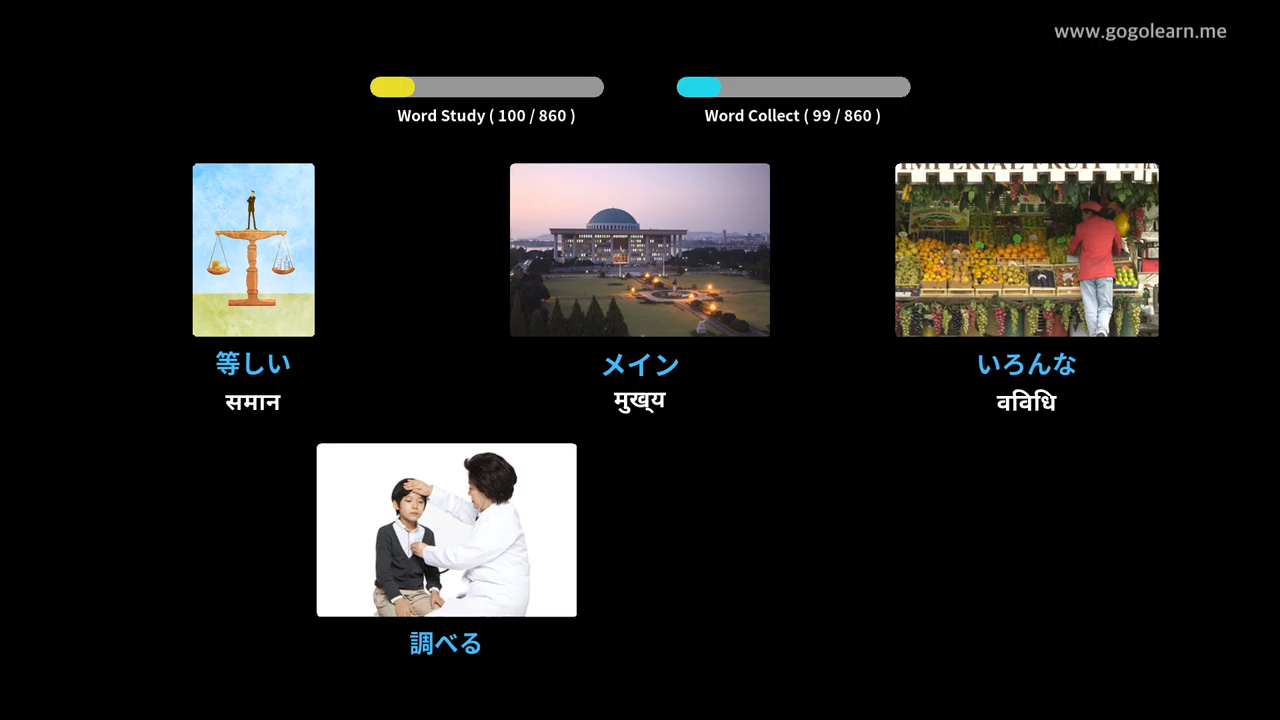 www.gogolearn.me
Word Study ( 100 / 860 )
Word Collect ( 99 / 860 )
等しい
समान
メイン
मुख्य
いろんな
वविधि
調べる